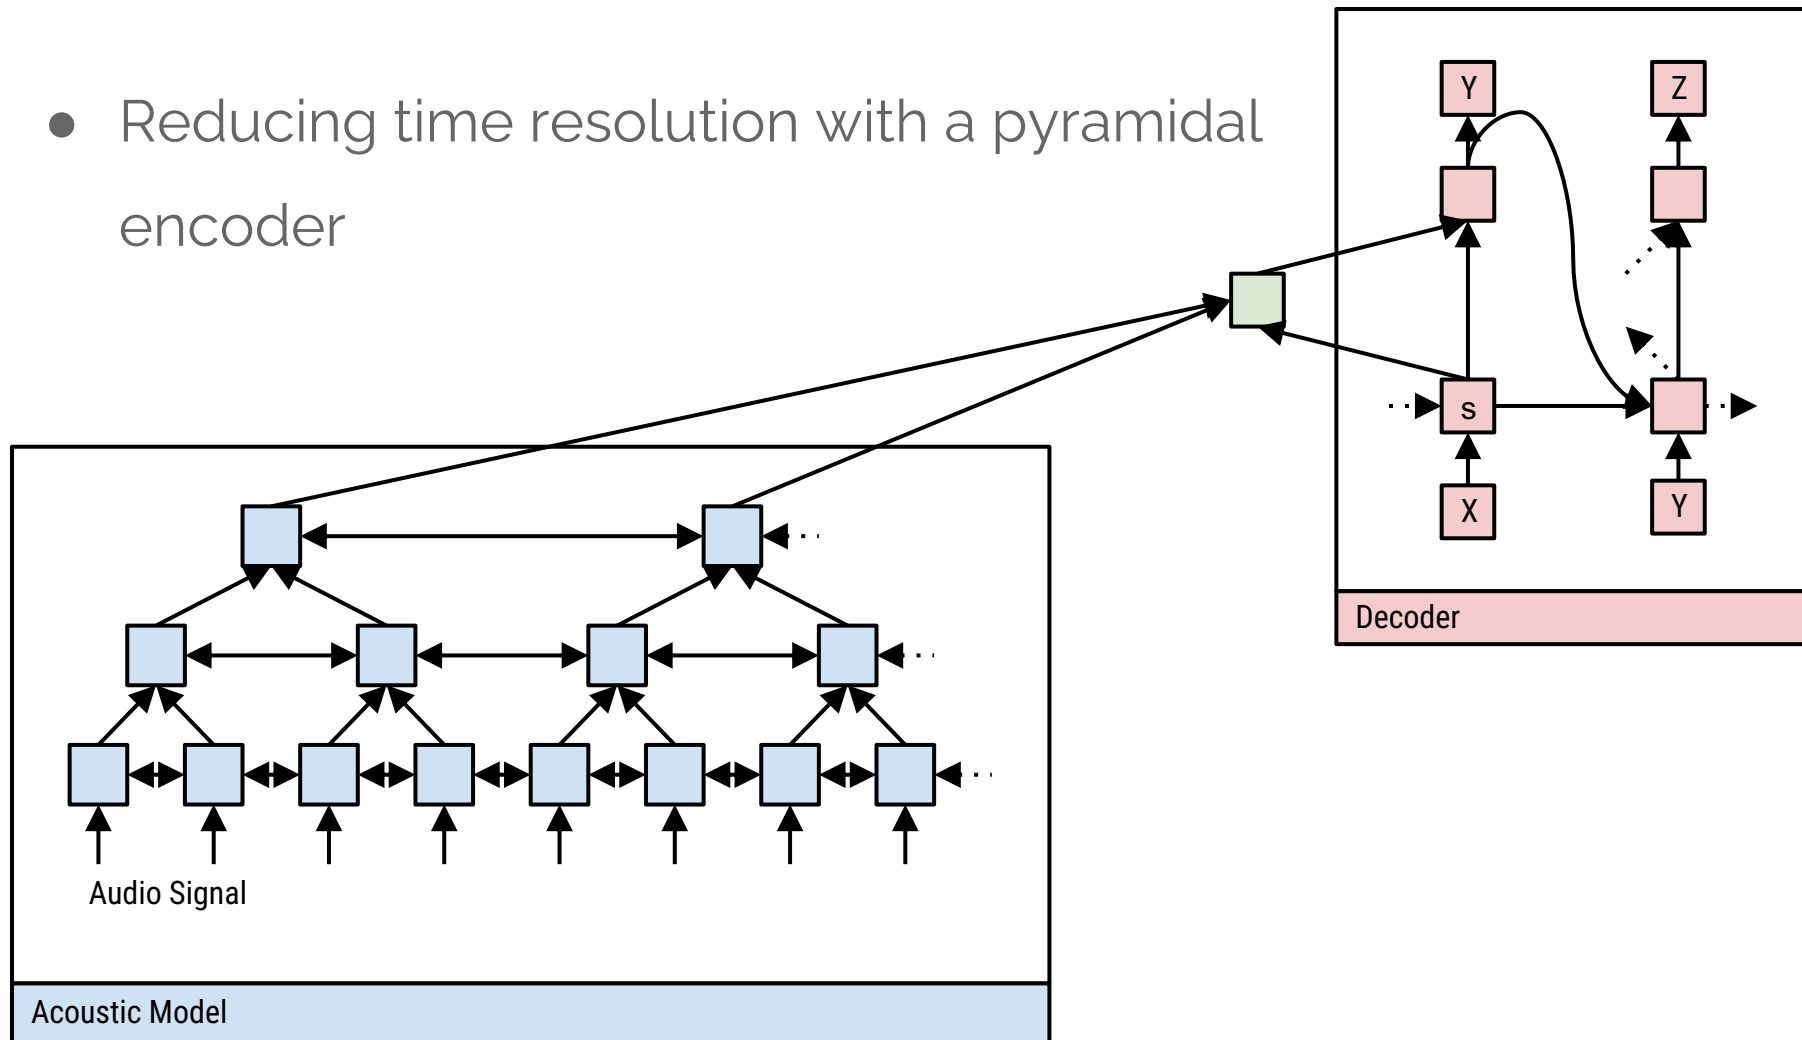 ● Reducing time resolution with a pyramidal
encoder
Y Z
s
X Y
Decoder
Audio Signal
Acoustic Model